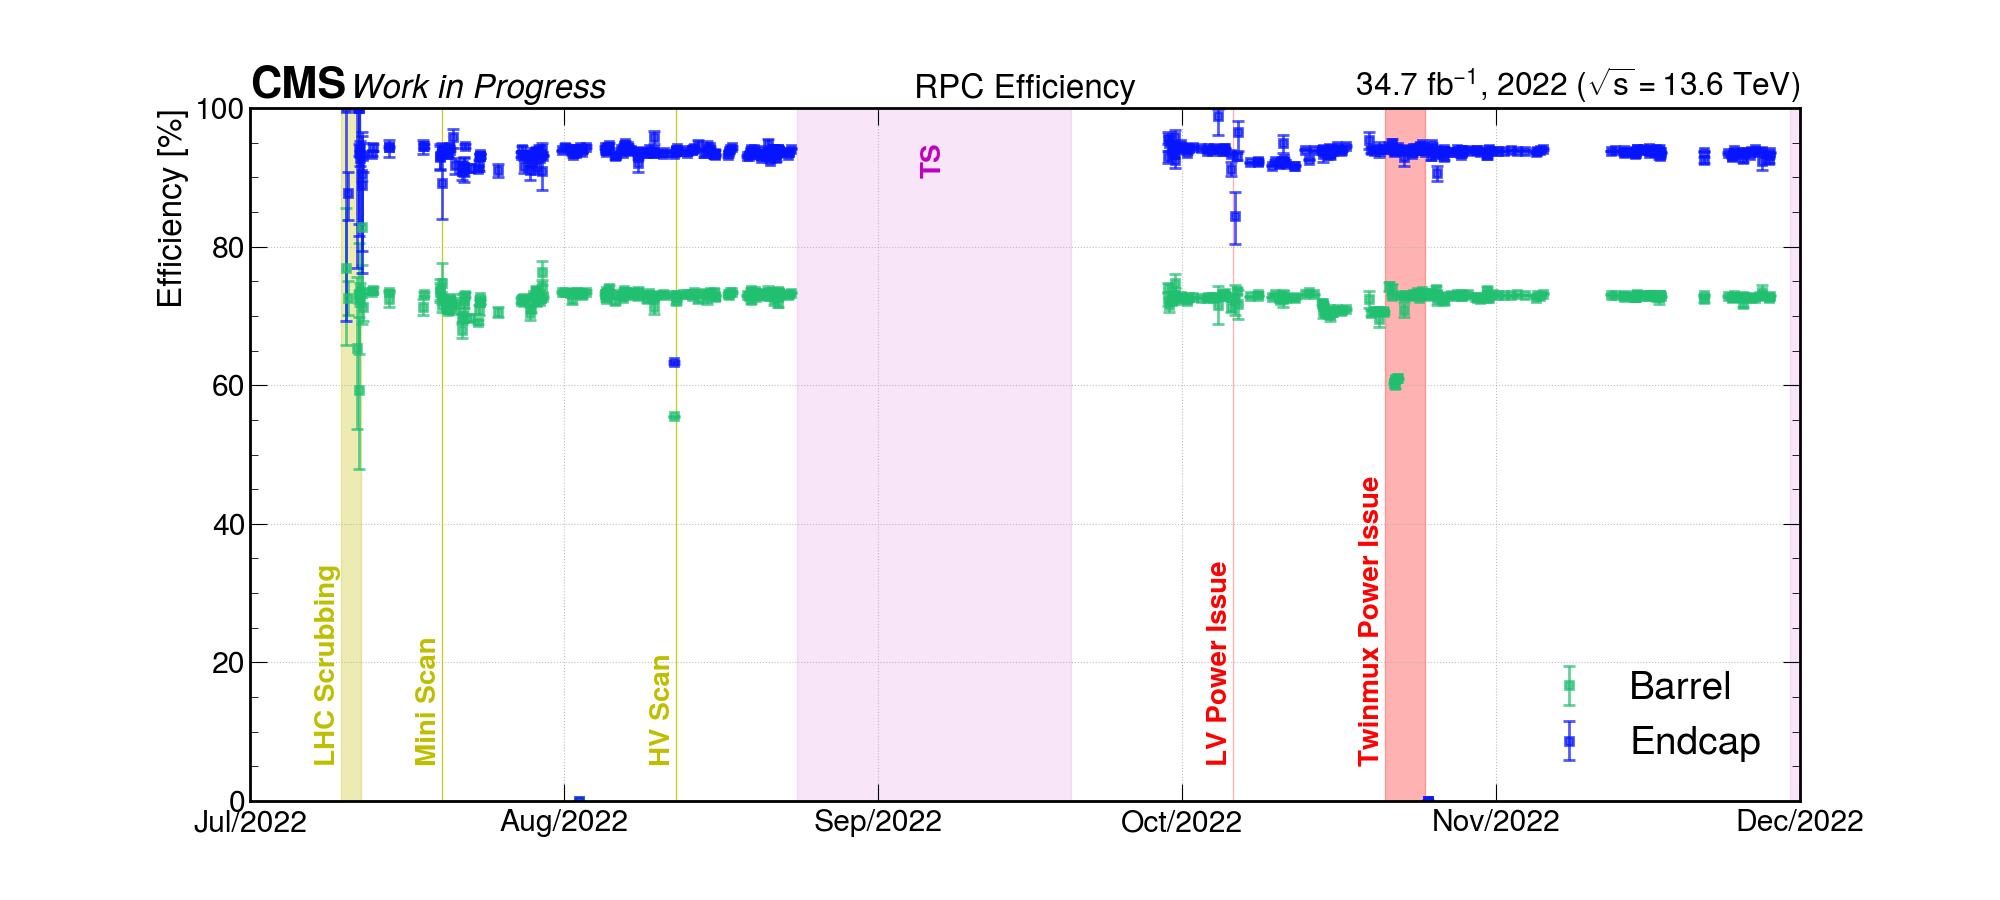 CMS Work in Progress RPC Efficiency 34.7 fb⁻¹, 2022 (√s = 13.6 TeV)
Efficiency [%]
100
80
60
40
20
0
TS
LHC Scrubbing
Mini Scan
HV Scan
LV Power Issue
Twinmux Power Issue
Barrel
Endcap
Jul/2022 Aug/2022 Sep/2022 Oct/2022 Nov/2022 Dec/2022